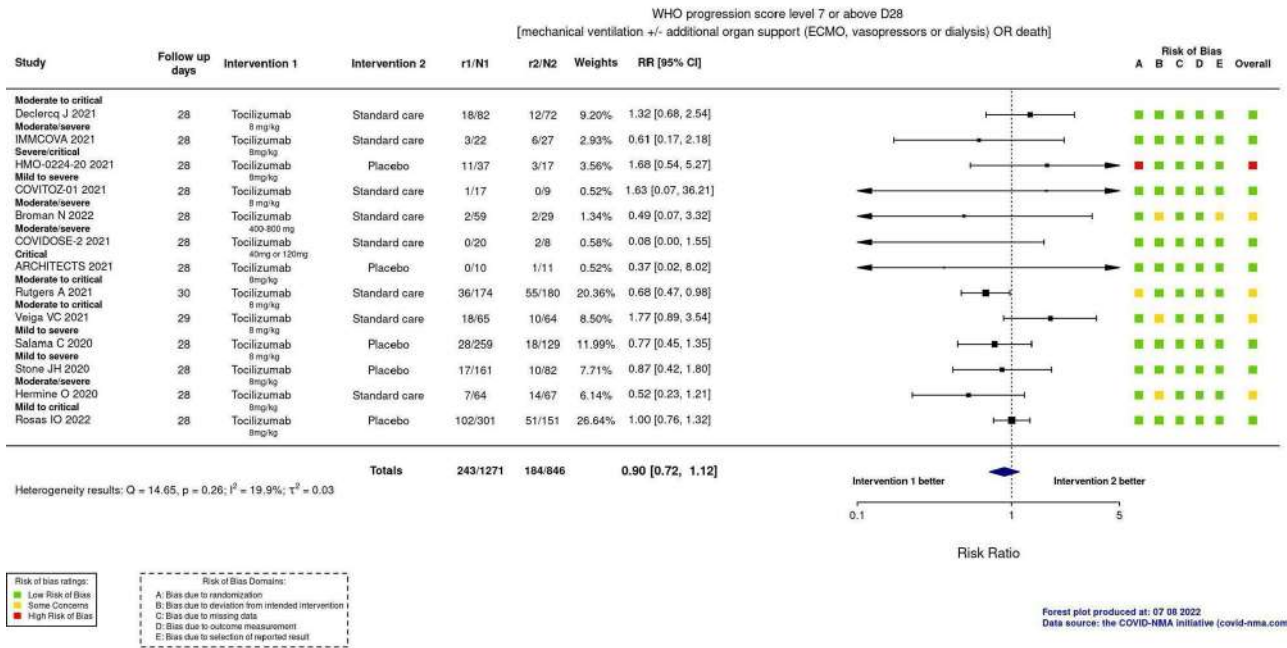 WHO progression score level 7 or above D28
[mechanical ventilation +/- additional organ support (ECMO, vasopressors or dialysis) OR death]
Study Follow up days Intervention 1 Intervention 2 r1/N1 r2/N2 Weights RR [95% CI] Risk of Bias A B C D E Overall
Moderate to critical
Declercq J 2021 28 Tocilizumab Standard care 18/82 12/72 9.20% 1.32 [0.68, 2.54]
Moderate/severe 8 mg/kg
IMMCOVA 2021 28 Tocilizumab Standard care 3/22 6/27 2.93% 0.61 [0.17, 2.18]
Severe/critical 8mg/kg
HMO-0224-20 2021 28 Tocilizumab Placebo 11/37 3/17 3.56% 1.68 [0.54, 5.27]
Mild to severe 8mg/kg
COVITOZ-01 2021 28 Tocilizumab Standard care 1/17 0/9 0.52% 1.63 [0.07, 36.21]
Moderate/severe 8 mg/kg
Broman N 2022 28 Tocilizumab Standard care 2/59 2/29 1.34% 0.49 [0.07, 3.32]
Moderate/severe 400-800 mg
COVIDOSE-2 2021 28 Tocilizumab Standard care 0/20 2/8 0.58% 0.08 [0.00, 1.55]
Critical 40mg or 120mg
ARCHITECTS 2021 28 Tocilizumab Placebo 0/10 1/11 0.52% 0.37 [0.02, 8.02]
Moderate to critical 8mg/kg
Rutgers A 2021 30 Tocilizumab Standard care 36/174 55/180 20.36% 0.68 [0.47, 0.98]
Moderate to critical 8 mg/kg
Veiga VC 2021 29 Tocilizumab Standard care 18/65 10/64 8.50% 1.77 [0.89, 3.54]
Mild to severe 8 mg/kg
Salama C 2020 28 Tocilizumab Placebo 28/259 18/129 11.99% 0.77 [0.45, 1.35]
Mild to severe 8 mg/kg
Stone JH 2020 28 Tocilizumab Placebo 17/161 10/82 7.71% 0.87 [0.42, 1.80]
Moderate/severe 8mg/kg
Hermine O 2020 28 Tocilizumab Standard care 7/64 14/67 6.14% 0.52 [0.23, 1.21]
Mild to critical 8mg/kg
Rosas IO 2022 28 Tocilizumab Placebo 102/301 51/151 26.64% 1.00 [0.76, 1.32]
8mg/kg
Totals 243/1271 184/846 0.90 [0.72, 1.12]
Heterogeneity results: Q = 14.65, p = 0.26; I² = 19.9%; τ² = 0.03
Intervention 1 better Intervention 2 better
0.1 1 5
Risk Ratio
Risk of bias ratings:
Low Risk of Bias
Some Concerns
High Risk of Bias
Risk of Bias Domains:
A: Bias due to randomization
B: Bias due to deviation from intended intervention
C: Bias due to missing data
D: Bias due to outcome measurement
E: Bias due to selection of reported result
Forest plot produced at: 07 08 2022
Data source: the COVID-NMA initiative (covid-nma.com